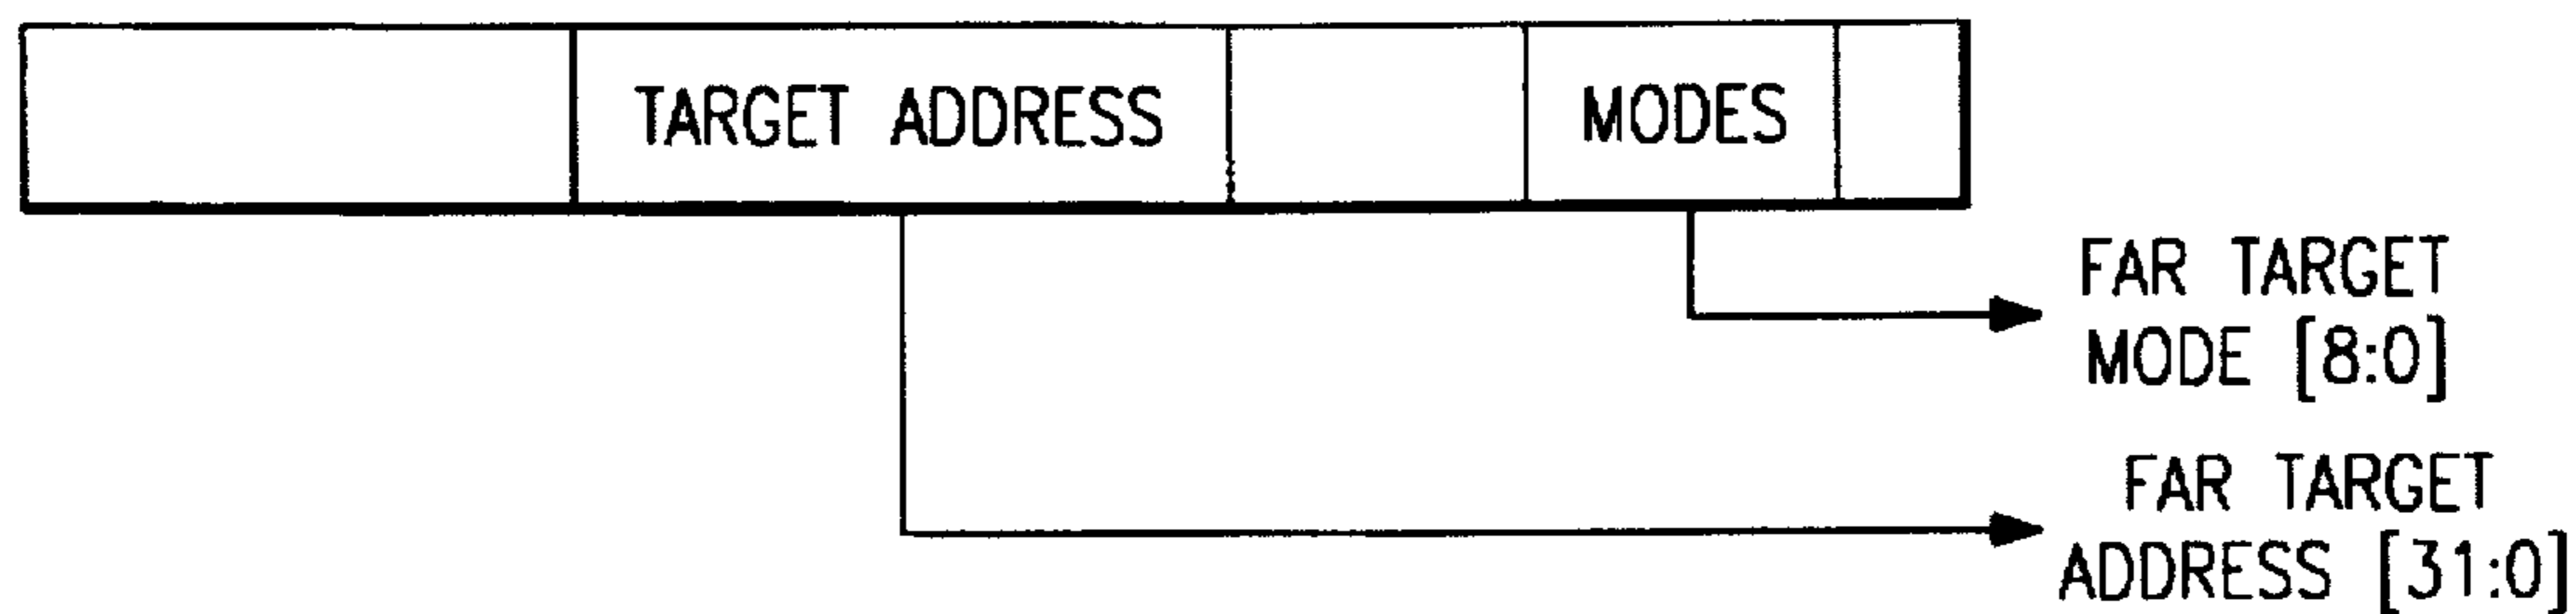 TARGET ADDRESS
MODES
FAR TARGET
MODE [8:0]
FAR TARGET
ADDRESS [31:0]